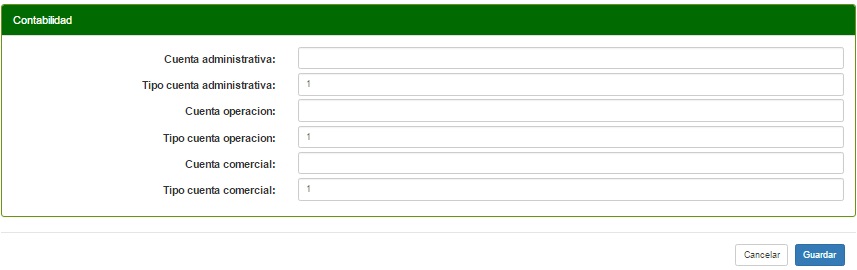 Contabilidad
Cuenta administrativa:
Tipo cuenta administrativa: 1
Cuenta operacion:
Tipo cuenta operacion: 1
Cuenta comercial:
Tipo cuenta comercial: 1
Cancelar Guardar